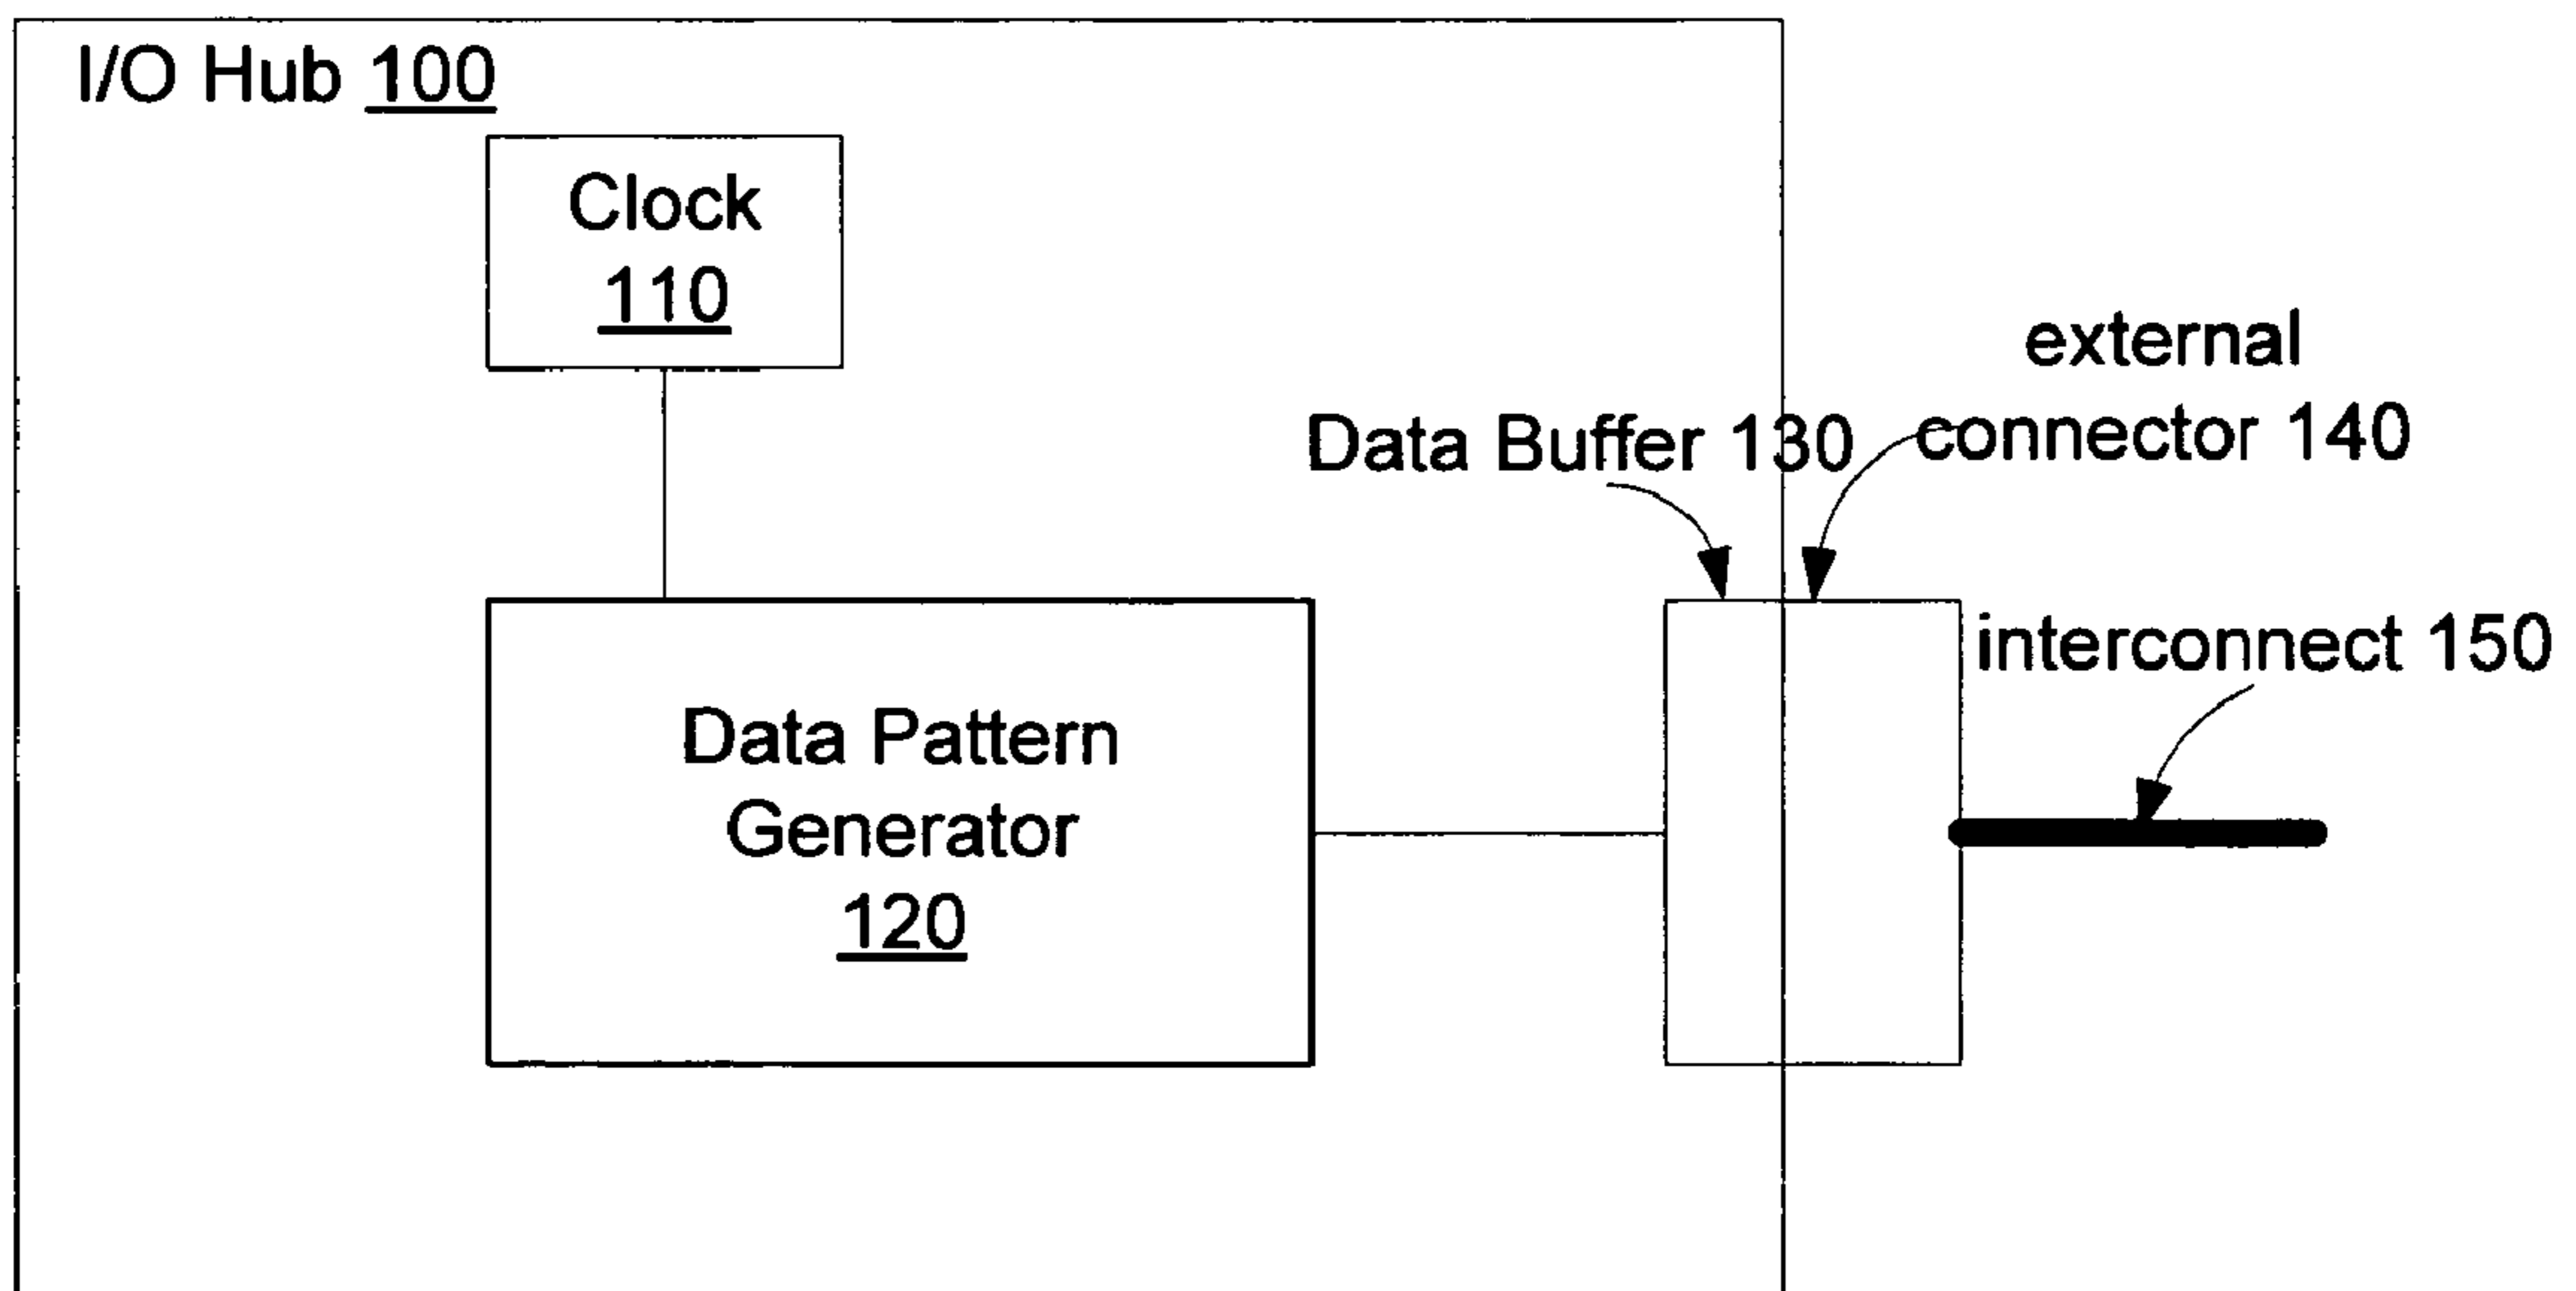 I/O Hub 100
Clock
110
external
connector 140
Data Buffer 130
interconnect 150
Data Pattern
Generator
120